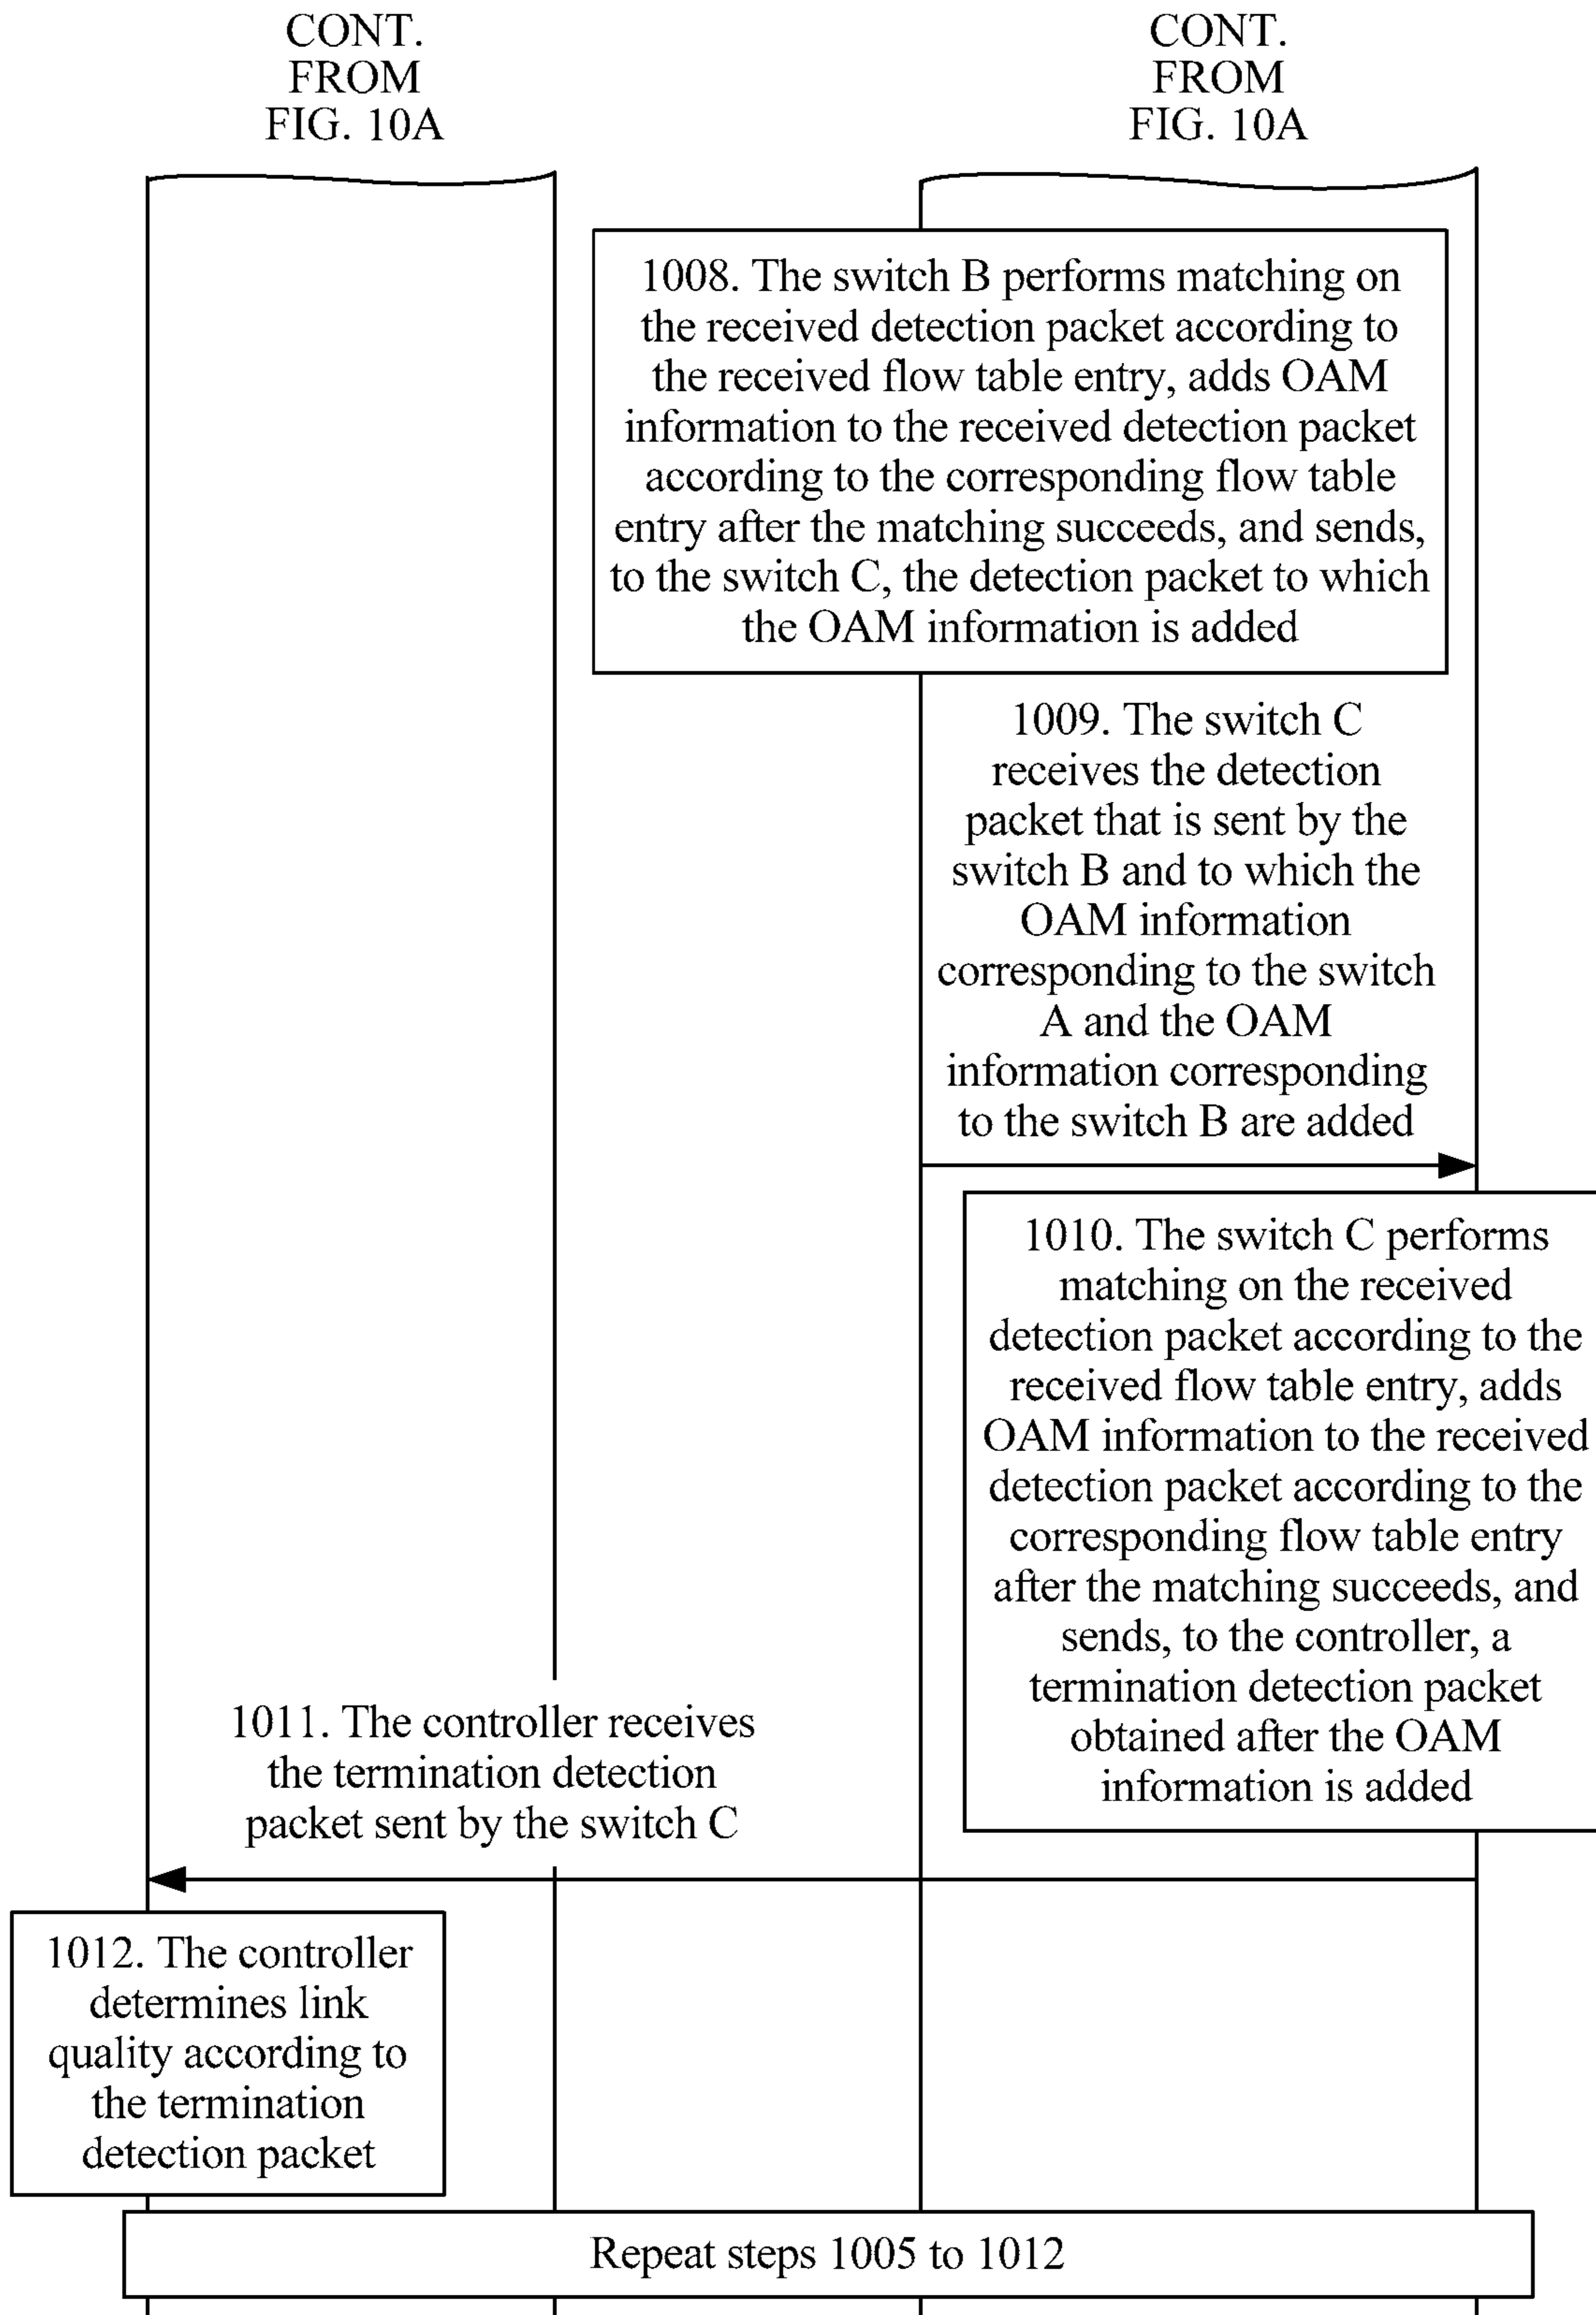 CONT.
FROM
FIG. 10A
CONT.
FROM
FIG. 10A
1008. The switch B performs matching on
the received detection packet according to
the received flow table entry, adds OAM
information to the received detection packet
according to the corresponding flow table
entry after the matching succeeds, and sends,
to the switch C, the detection packet to which
the OAM information is added
1009. The switch C
receives the detection
packet that is sent by the
switch B and to which the
OAM information
corresponding to the switch
A and the OAM
information corresponding
to the switch B are added
1010. The switch C performs
matching on the received
detection packet according to the
received flow table entry, adds
OAM information to the received
detection packet according to the
corresponding flow table entry
after the matching succeeds, and
sends, to the controller, a
termination detection packet
obtained after the OAM
information is added
1011. The controller receives
the termination detection
packet sent by the switch C
1012. The controller
determines link
quality according to
the termination
detection packet
Repeat steps 1005 to 1012